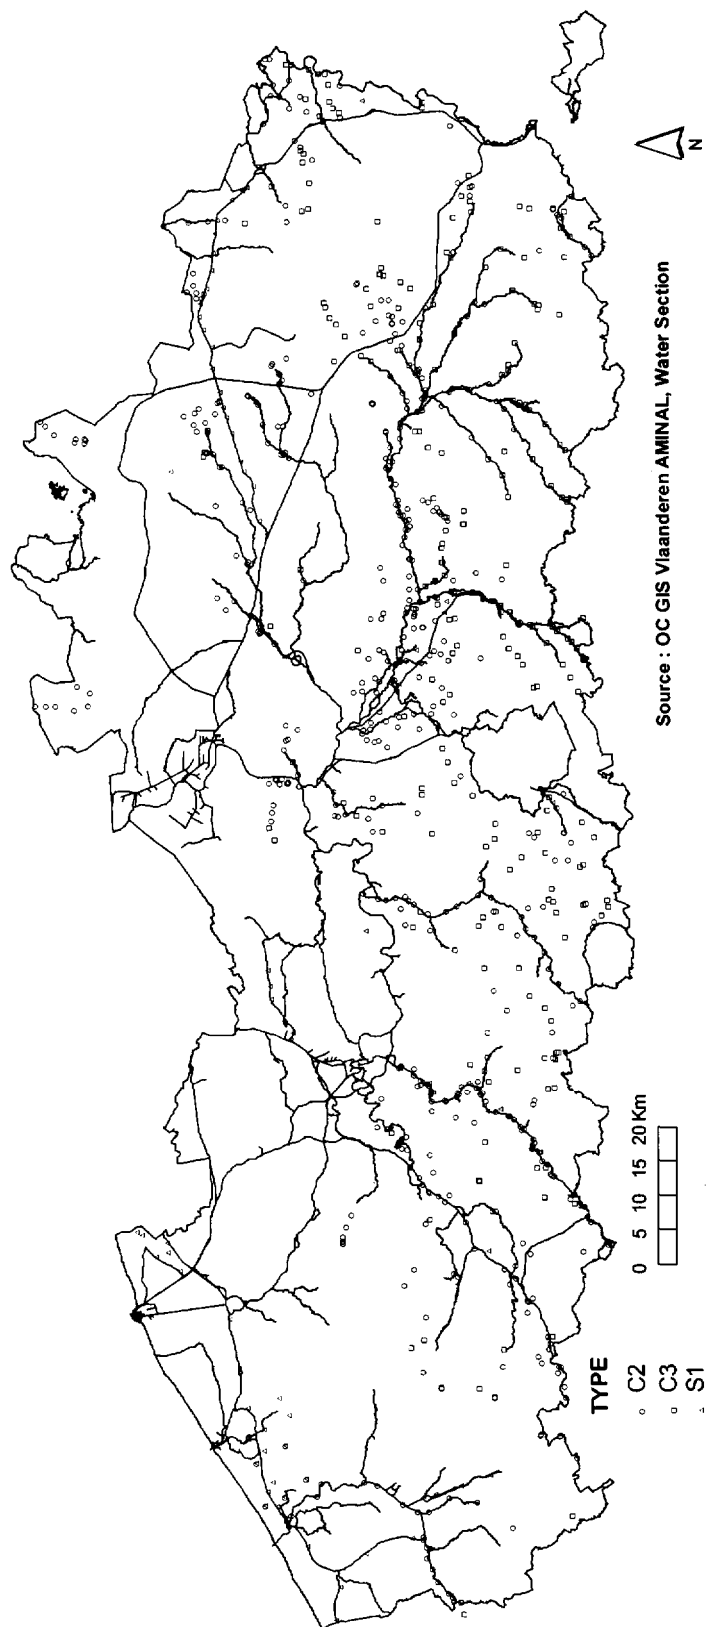 N
Source : OC GIS Vlaanderen AMINAL, Water Section
0 5 10 15 20 Km
TYPE
C2
C3
S1